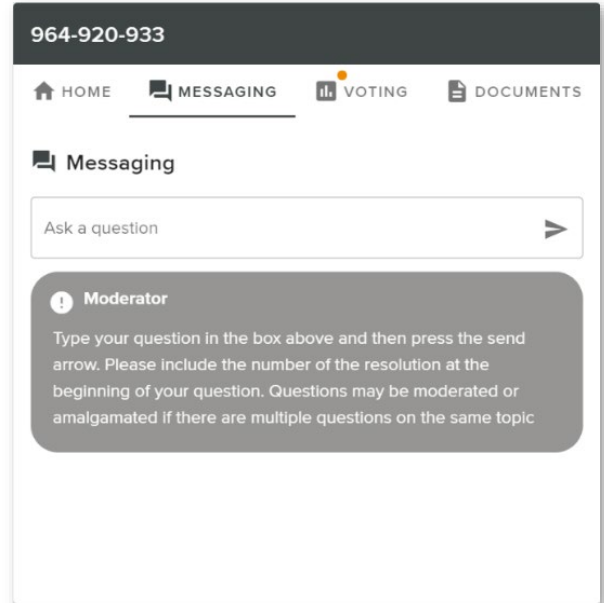 964-920-933
HOME MESSAGING VOTING DOCUMENTS
Messaging
Ask a question
Moderator
Type your question in the box above and then press the send
arrow. Please include the number of the resolution at the
beginning of your question. Questions may be moderated or
amalgamated if there are multiple questions on the same topic